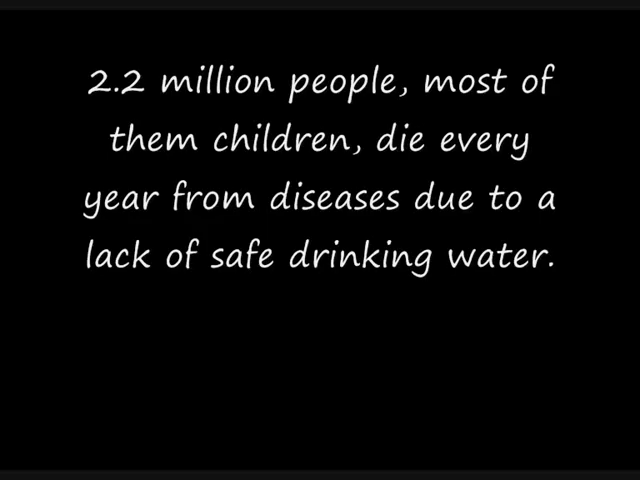 2.2 million people, most of
them children, die every
year from diseases due to a
lack of safe drinking water.